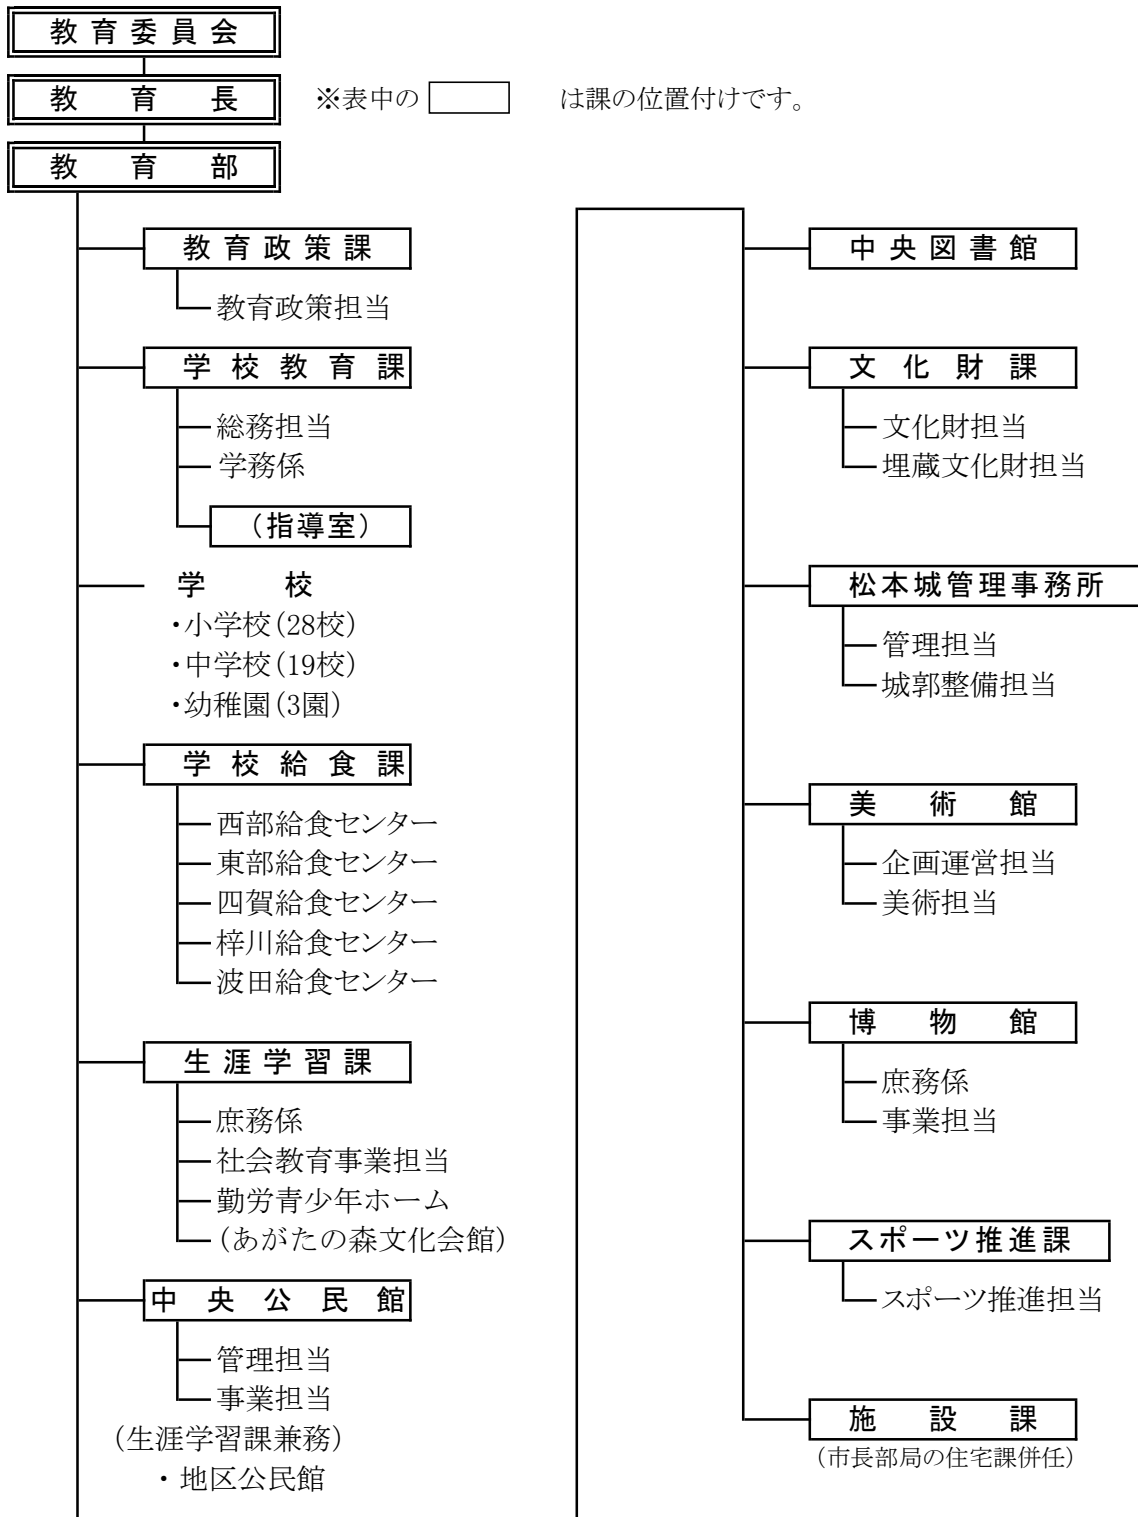 教育委員会
教育長
※表中の は課の位置付けです。
教育部
教育政策課
教育政策担当
学校教育課
総務担当
学務係
（指導室）
学校
・小学校(28校)
・中学校(19校)
・幼稚園(3園)
学校給食課
西部給食センター
東部給食センター
四賀給食センター
梓川給食センター
波田給食センター
生涯学習課
庶務係
社会教育事業担当
勤労青少年ホーム
(あがたの森文化会館)
中央公民館
管理担当
事業担当
(生涯学習課兼務)
・地区公民館
中央図書館
文化財課
文化財担当
埋蔵文化財担当
松本城管理事務所
管理担当
城郭整備担当
美術館
企画運営担当
美術担当
博物館
庶務係
事業担当
スポーツ推進課
スポーツ推進担当
施設課
(市長部局の住宅課併任)